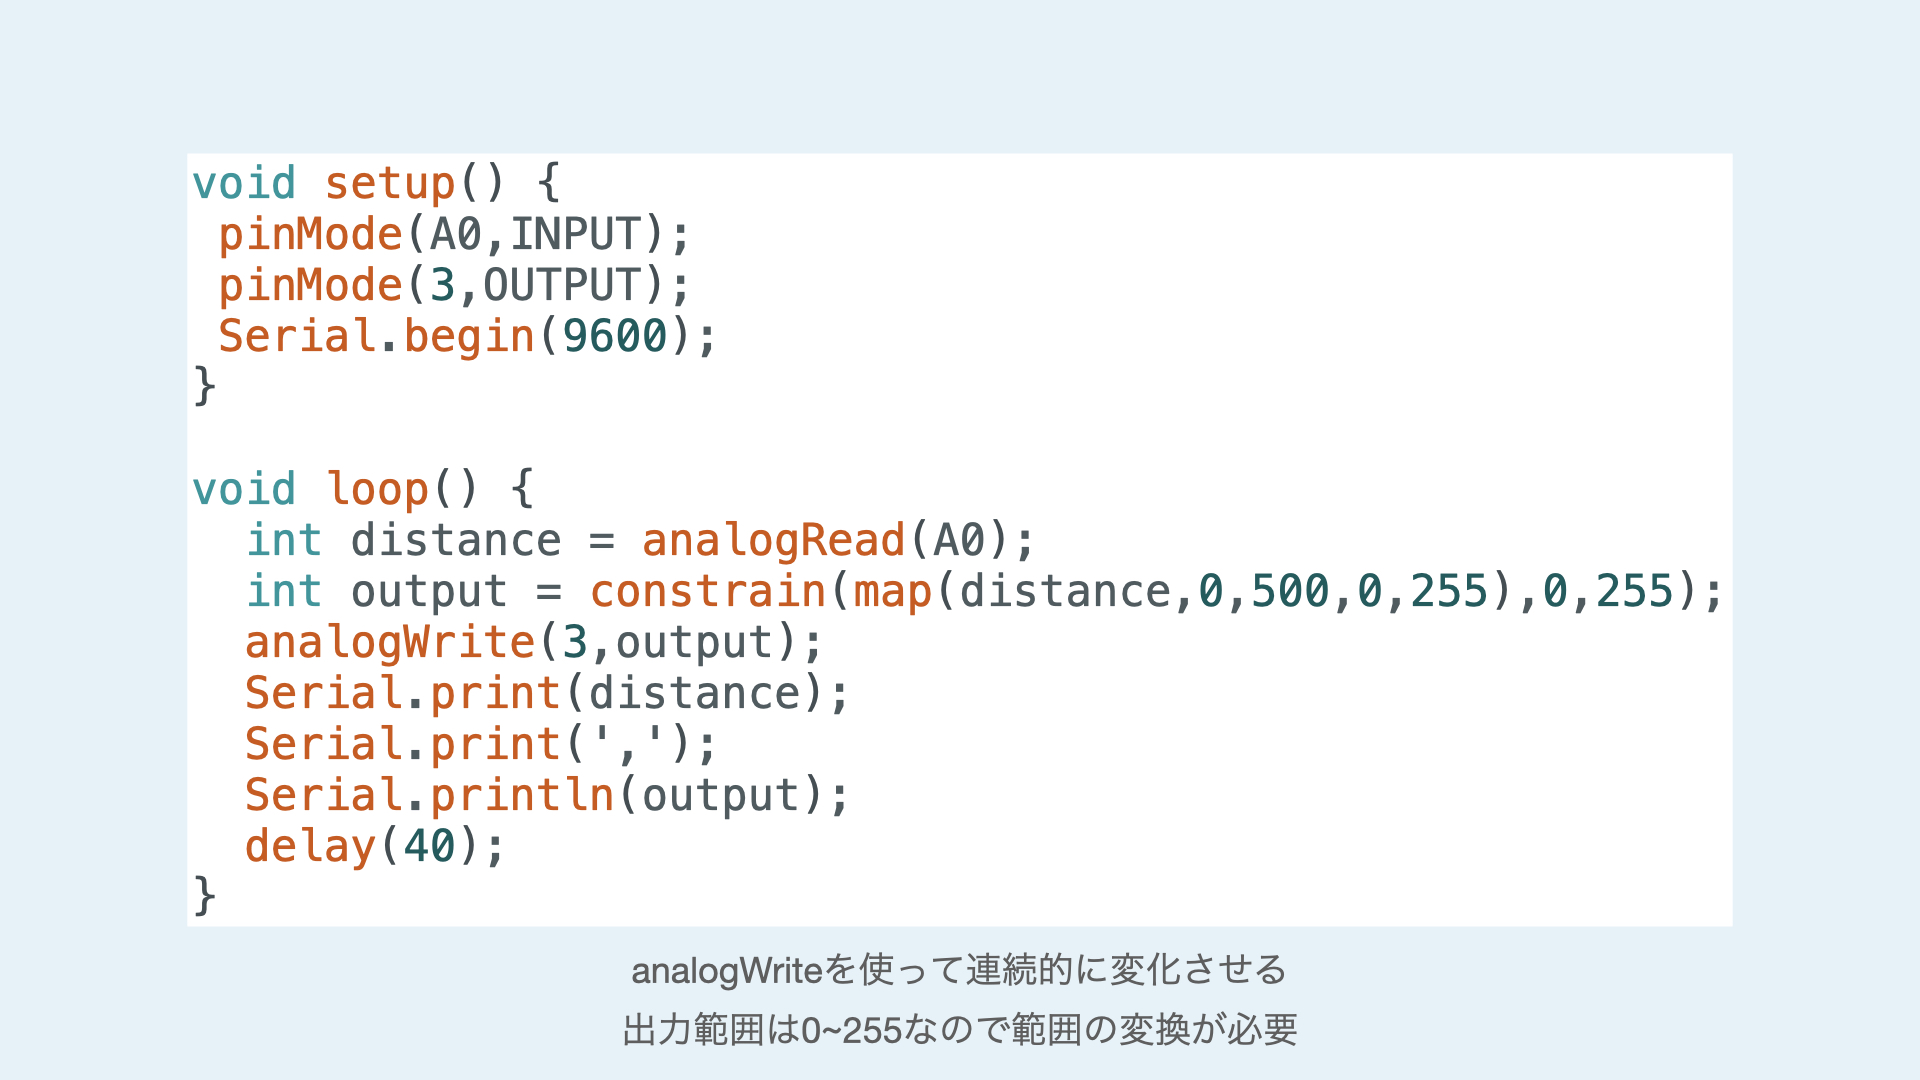 void setup() {
 pinMode(A0,INPUT);
 pinMode(3,OUTPUT);
 Serial.begin(9600);
}

void loop() {
  int distance = analogRead(A0);
  int output = constrain(map(distance,0,500,0,255),0,255);
  analogWrite(3,output);
  Serial.print(distance);
  Serial.print(',');
  Serial.println(output);
  delay(40);
}
analogWriteを使って連続的に変化させる
出力範囲は0~255なので範囲の変換が必要